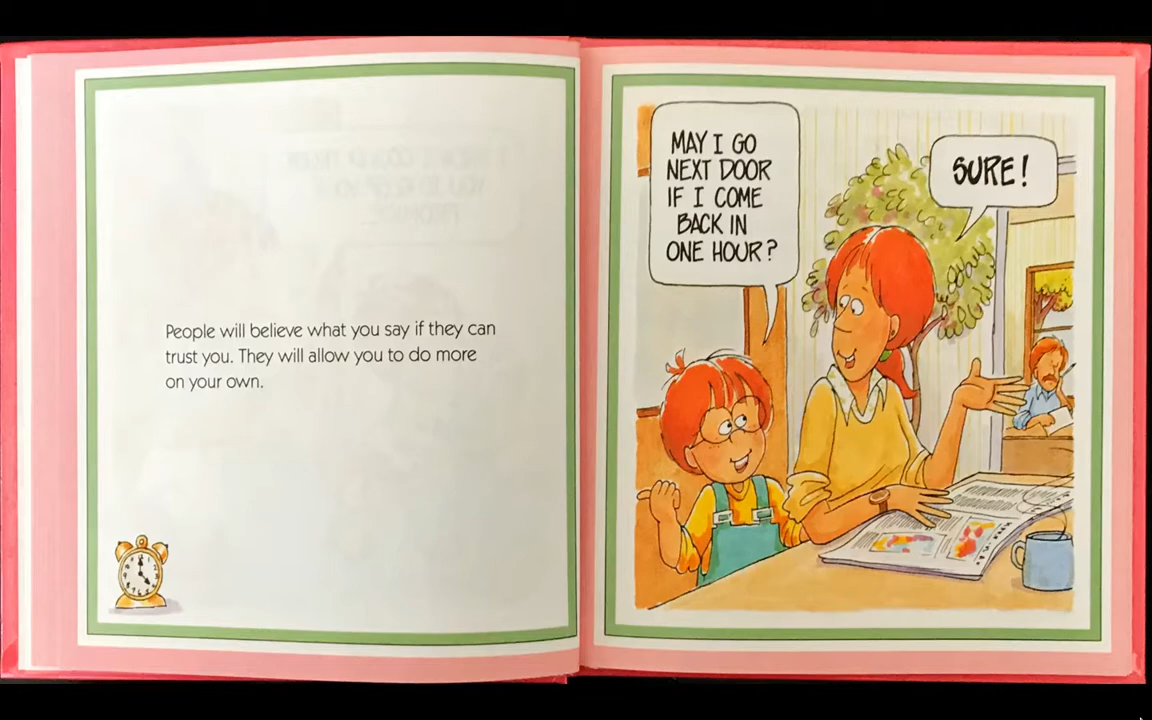 People will believe what you say if they can
trust you. They will allow you to do more
on your own.
MAY I GO
NEXT DOOR
IF I COME
BACK IN
ONE HOUR?
SURE!